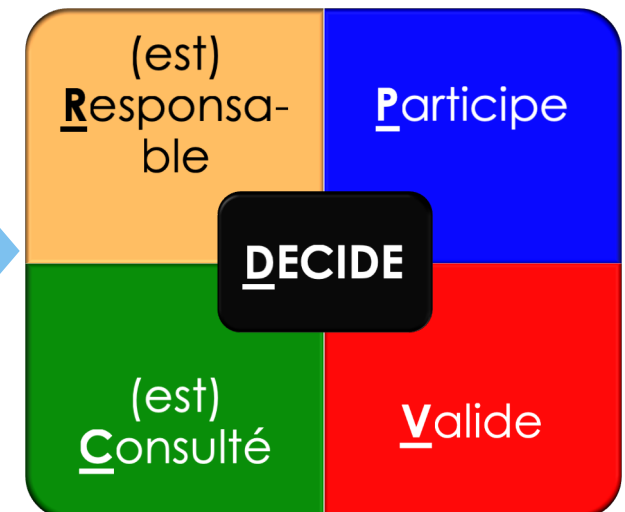 (est)
Responsa-
ble
Participe
DECIDE
(est)
Consulté
Valide